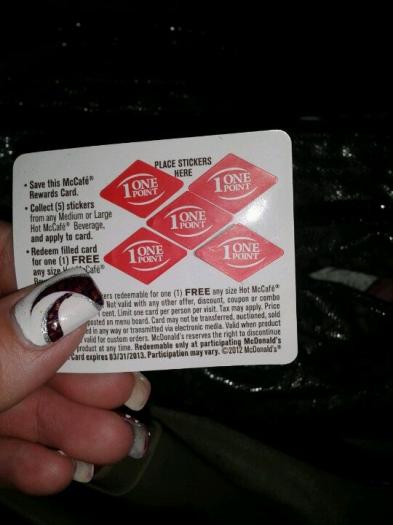 • Save this McCafé®
Rewards Card.
PLACE STICKERS
HERE
• Collect (5) stickers
from any Medium or Large
Hot McCafé® Beverage,
and apply to card.
• Redeem filled card
for one (1) FREE
any size McCafé®
1 ONE
POINT
1 ONE
POINT
1 ONE
POINT
1 ONE
POINT
1 ONE
POINT
redeemable for one (1) FREE any size Hot McCafé®
Not valid with any other offer, discount, coupon or combo
cent. Limit one card per person per visit. Tax may apply. Price
posted on menu board. Card may not be transferred, auctioned, sold
in any way or transmitted via electronic media. Valid when product
valid for custom orders. McDonald's reserves the right to discontinue
product at any time. Redeemable only at participating McDonald's
Card expires 03/31/2013. Participation may vary. ©2012 McDonald's®